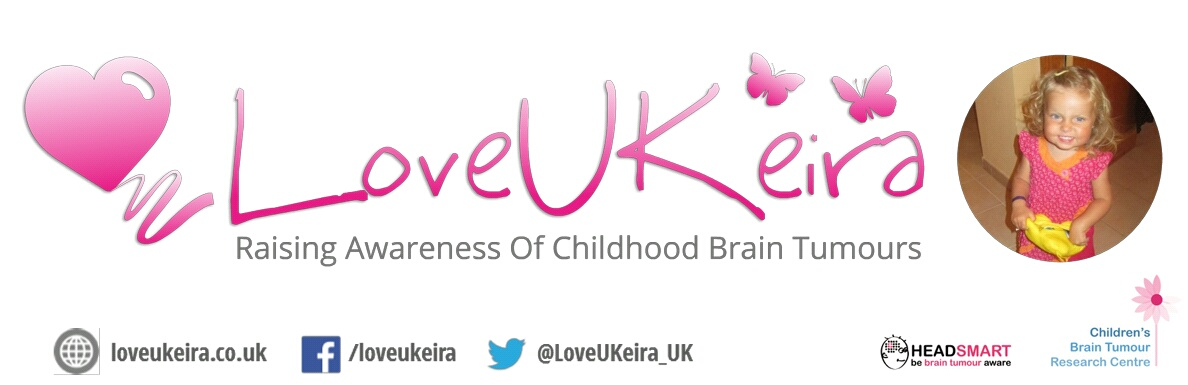 LoveUKeira
Raising Awareness Of Childhood Brain Tumours
loveukeira.co.uk
/loveukeira
@LoveUKeira_UK
HEADSMART
be brain tumour aware
Children's
Brain Tumour
Research Centre